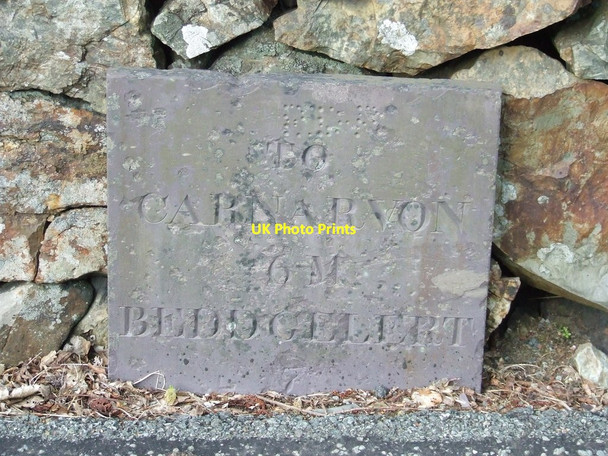 TO
CARNARVON
UK Photo Prints
6 M
BEDDGELERT
7